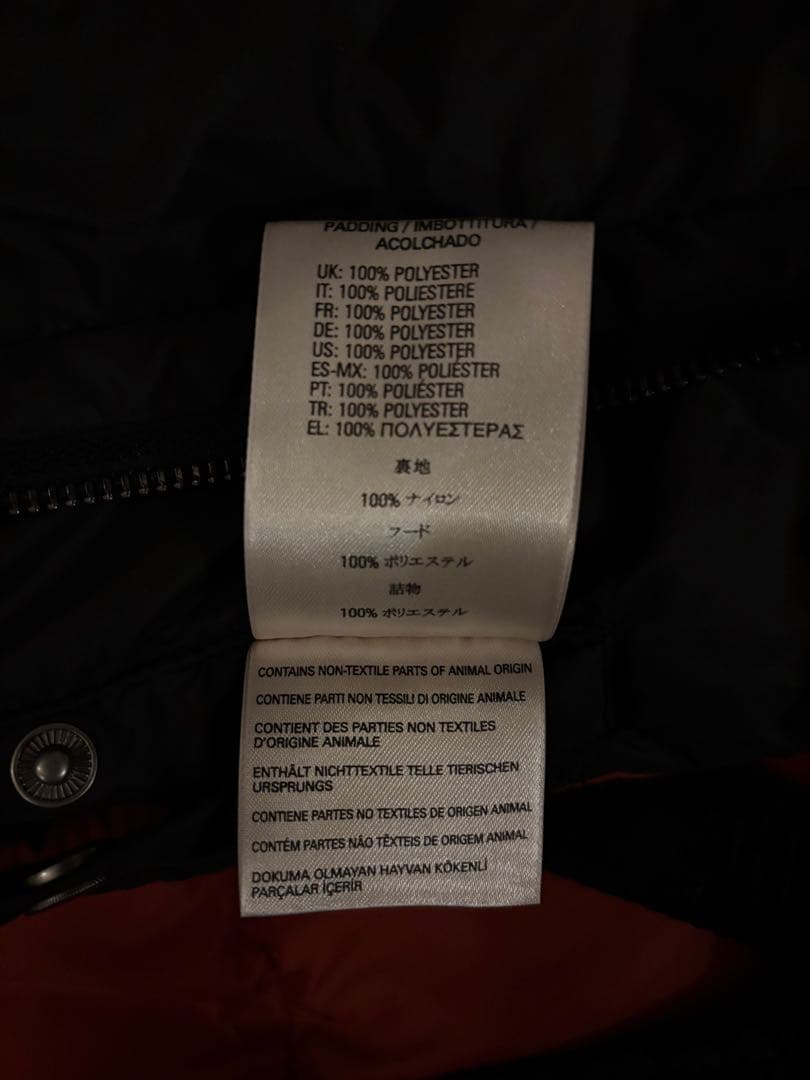 PADDING / IMBOTTITURA /
ACOLCHADO
UK: 100% POLYESTER
IT: 100% POLIESTERE
FR: 100% POLYESTER
DE: 100% POLYESTER
US: 100% POLYESTER
ES-MX: 100% POLIÉSTER
PT: 100% POLIÉSTER
TR: 100% POLYESTER
EL: 100% ΠΟΛΥΕΣΤΕΡΑΣ
裏地
100% ナイロン
フード
100% ポリエステル
詰物
100% ポリエステル
CONTAINS NON-TEXTILE PARTS OF ANIMAL ORIGIN
CONTIENE PARTI NON TESSILI DI ORIGINE ANIMALE
CONTIENT DES PARTIES NON TEXTILES
D'ORIGINE ANIMALE
ENTHÄLT NICHTTEXTILE TELLE TIERISCHEN
URSPRUNGS
CONTIENE PARTES NO TEXTILES DE ORIGEN ANIMAL
CONTÉM PARTES NÃO TÊXTEIS DE ORIGEM ANIMAL
DOKUMA OLMAYAN HAYVAN KÖKENLİ
PARÇALAR İÇERİR